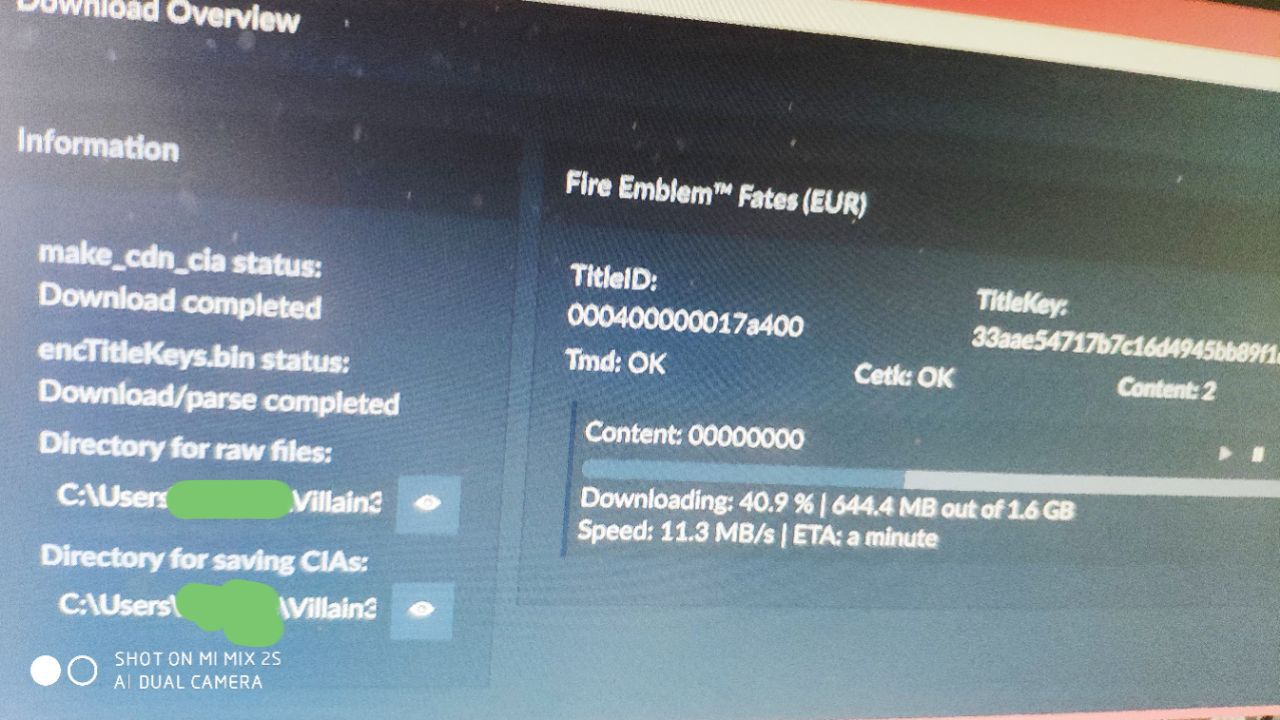 Download Overview
Information
make_cdn_cia status:
Download completed
encTitleKeys.bin status:
Download/parse completed
Directory for raw files:
C:\Users
Villain3
Directory for saving CIAs:
C:\Users\
\Villain3
Fire Emblem™ Fates (EUR)
TitleID:
000400000017a400
TitleKey:
33aae54717b7c16d4945bb89f1
Tmd: OK
Cetk: OK
Content: 2
Content: 00000000
Downloading: 40.9 % | 644.4 MB out of 1.6 GB
Speed: 11.3 MB/s | ETA: a minute
SHOT ON MI MIX 2S
AI DUAL CAMERA